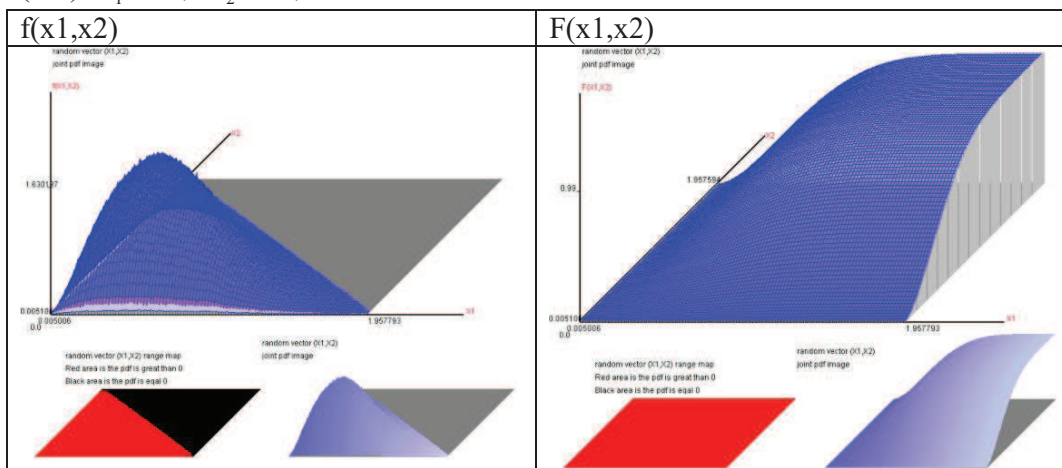 f(x1,x2)
random vector (X1,X2)
joint pdf image
f(X1,X2)
X2
1.630197
0.005106
0.005006
0.0
1.957793
X1
random vector (X1,X2) range map
Red area is the pdf is great than 0
Black area is the pdf is eqal 0
random vector (X1,X2)
joint pdf image
F(x1,x2)
random vector (X1,X2)
joint pdf image
F(X1,X2)
X2
1.957594
0.99
0.005106
0.005006
0.0
1.957793
X1
random vector (X1,X2) range map
Red area is the pdf is great than 0
Black area is the pdf is eqal 0
random vector (X1,X2)
joint pdf image